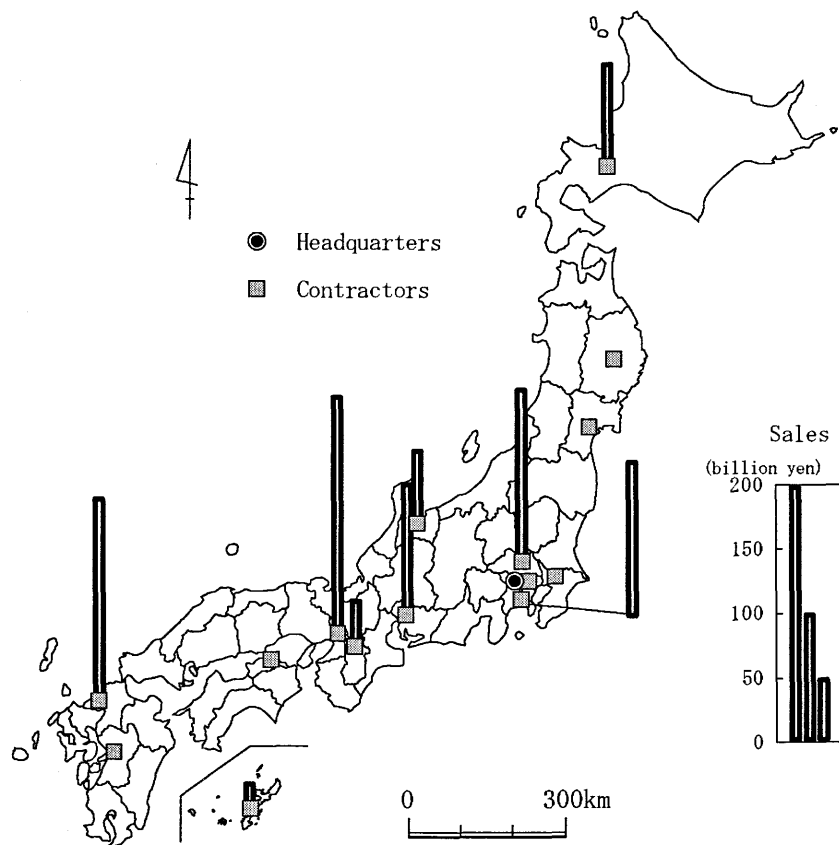 Headquarters
Contractors
Sales
(billion yen)
200
150
100
50
0
0 300km